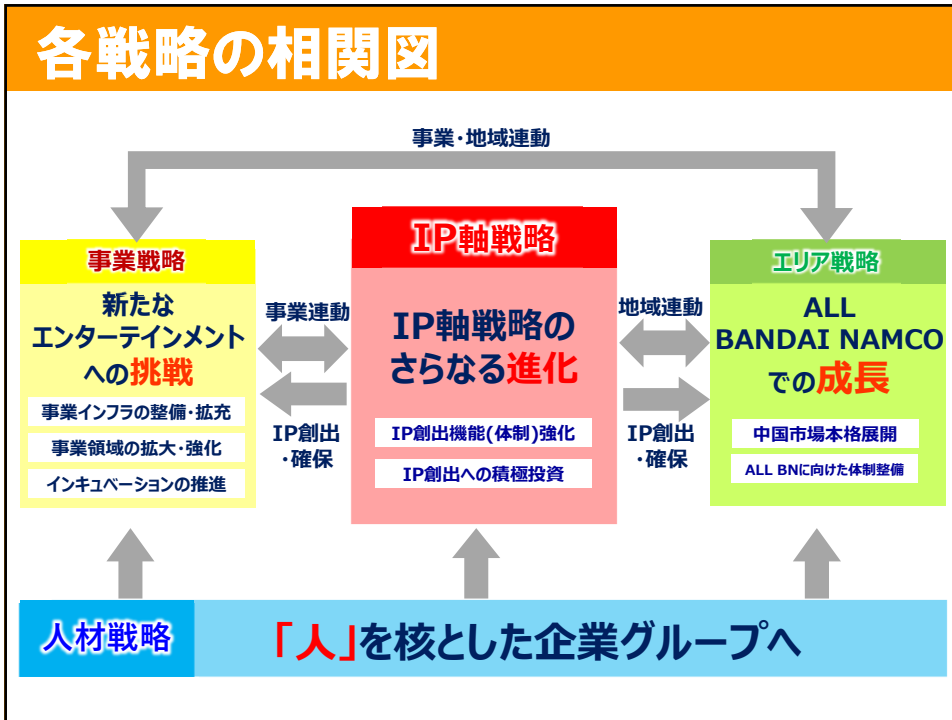 各戦略の相関図
事業・地域連動
事業戦略
新たな
エンターテインメント
への挑戦
事業インフラの整備・拡充
事業領域の拡大・強化
インキュベーションの推進
事業連動
IP創出
・確保
IP軸戦略
IP軸戦略の
さらなる進化
IP創出機能(体制)強化
IP創出への積極投資
地域連動
IP創出
・確保
エリア戦略
ALL
BANDAI NAMCO
での成長
中国市場本格展開
ALL BNに向けた体制整備
人材戦略
「人」を核とした企業グループへ